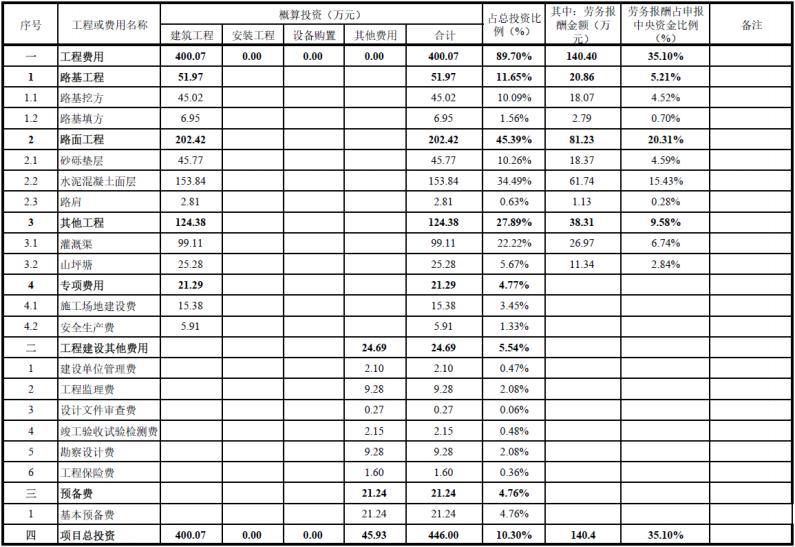 序号 工程或费用名称 概算投资（万元） 占总投资比例（%） 其中：劳务报酬金额（万元） 劳务报酬占申报中央资金比例（%） 备注
建筑工程 安装工程 设备购置 其他费用 合计
一 工程费用 400.07 0.00 0.00 0.00 400.07 89.70% 140.40 35.10%
1 路基工程 51.97 51.97 11.65% 20.86 5.21%
1.1 路基挖方 45.02 45.02 10.09% 18.07 4.52%
1.2 路基填方 6.95 6.95 1.56% 2.79 0.70%
2 路面工程 202.42 202.42 45.39% 81.23 20.31%
2.1 砂砾垫层 45.77 45.77 10.26% 18.37 4.59%
2.2 水泥混凝土面层 153.84 153.84 34.49% 61.74 15.43%
2.3 路肩 2.81 2.81 0.63% 1.13 0.28%
3 其他工程 124.38 124.38 27.89% 38.31 9.58%
3.1 灌溉渠 99.11 99.11 22.22% 26.97 6.74%
3.2 山坪塘 25.28 25.28 5.67% 11.34 2.84%
4 专项费用 21.29 21.29 4.77%
4.1 施工场地建设费 15.38 15.38 3.45%
4.2 安全生产费 5.91 5.91 1.33%
二 工程建设其他费用 24.69 24.69 5.54%
1 建设单位管理费 2.10 2.10 0.47%
2 工程监理费 9.28 9.28 2.08%
3 设计文件审查费 0.27 0.27 0.06%
4 竣工验收试验检测费 2.15 2.15 0.48%
5 勘察设计费 9.28 9.28 2.08%
6 工程保险费 1.60 1.60 0.36%
三 预备费 21.24 21.24 4.76%
1 基本预备费 21.24 21.24 4.76%
四 项目总投资 400.07 0.00 0.00 45.93 446.00 10.30% 140.4 35.10%